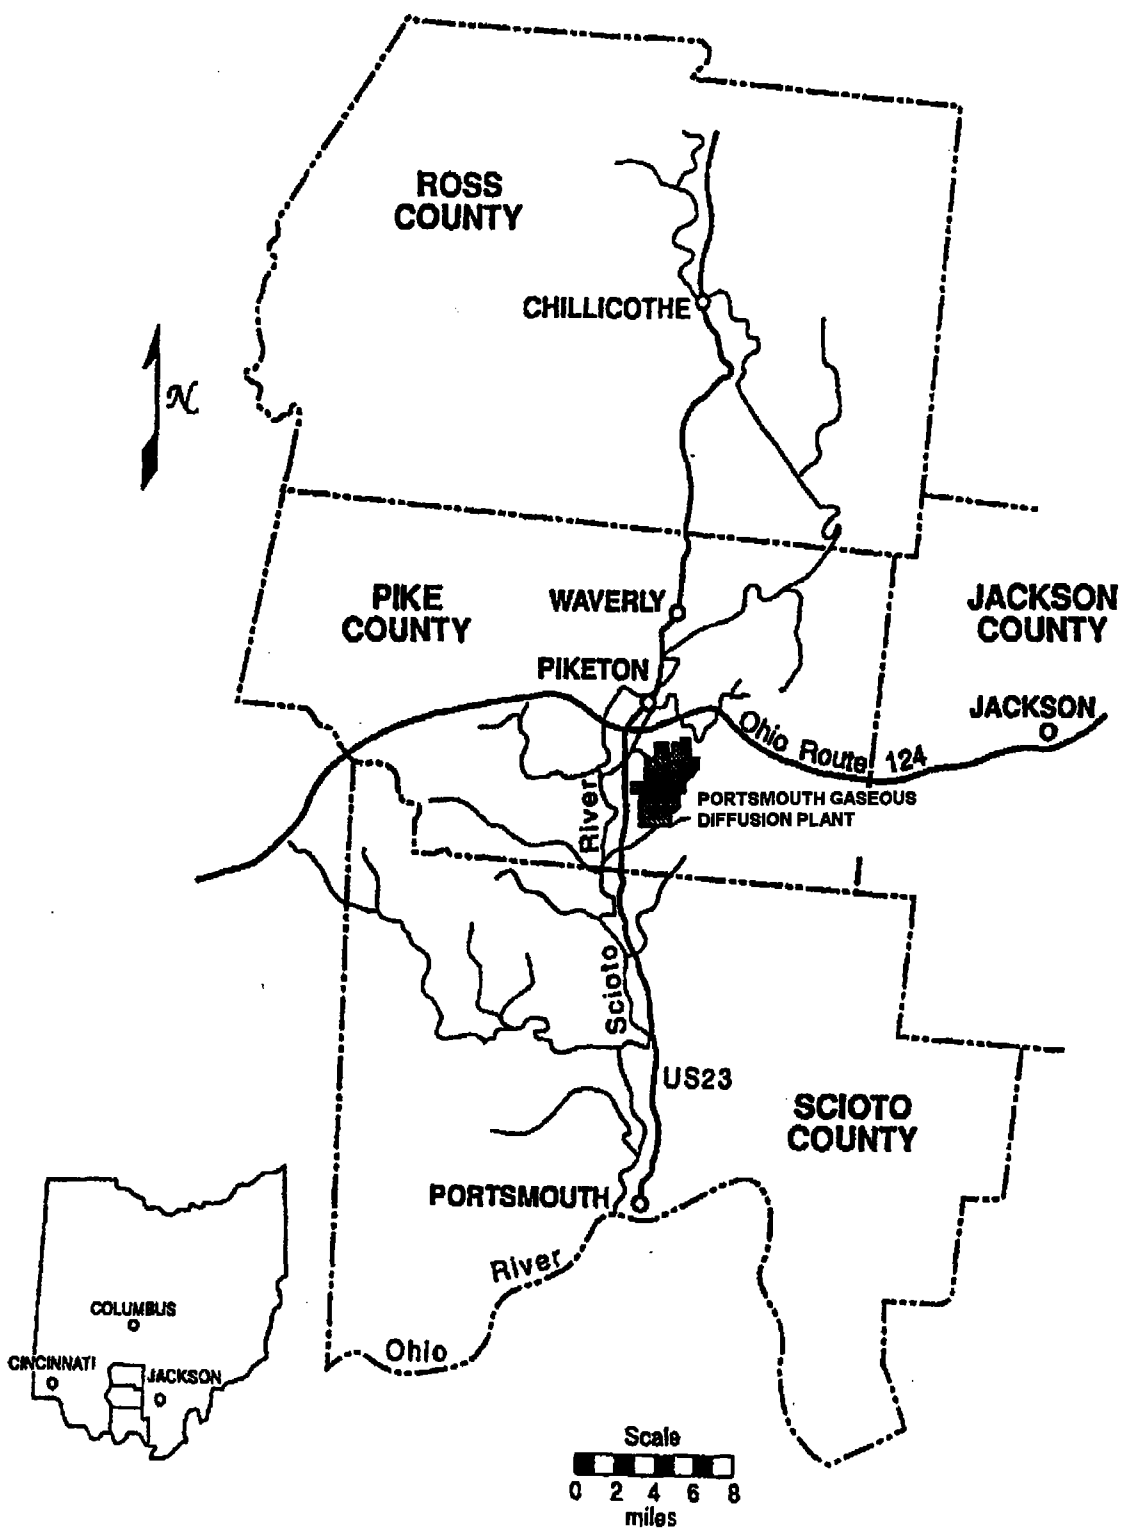 ROSS
COUNTY
CHILLICOTHE
N
PIKE
COUNTY
WAVERLY
JACKSON
COUNTY
PIKETON
JACKSON
Ohio Route 124
River
PORTSMOUTH GASEOUS
DIFFUSION PLANT
Scioto
US23
SCIOTO
COUNTY
PORTSMOUTH
River
Ohio
COLUMBUS
CINCINNATI
JACKSON
Scale
0 2 4 6 8
miles